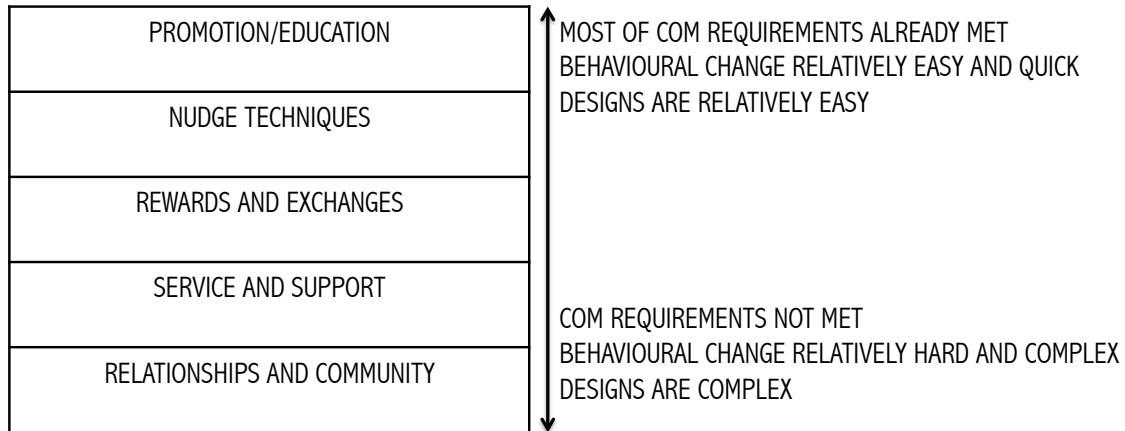 PROMOTION/EDUCATION
NUDGE TECHNIQUES
REWARDS AND EXCHANGES
SERVICE AND SUPPORT
RELATIONSHIPS AND COMMUNITY
MOST OF COM REQUIREMENTS ALREADY MET
BEHAVIOURAL CHANGE RELATIVELY EASY AND QUICK
DESIGNS ARE RELATIVELY EASY
COM REQUIREMENTS NOT MET
BEHAVIOURAL CHANGE RELATIVELY HARD AND COMPLEX
DESIGNS ARE COMPLEX